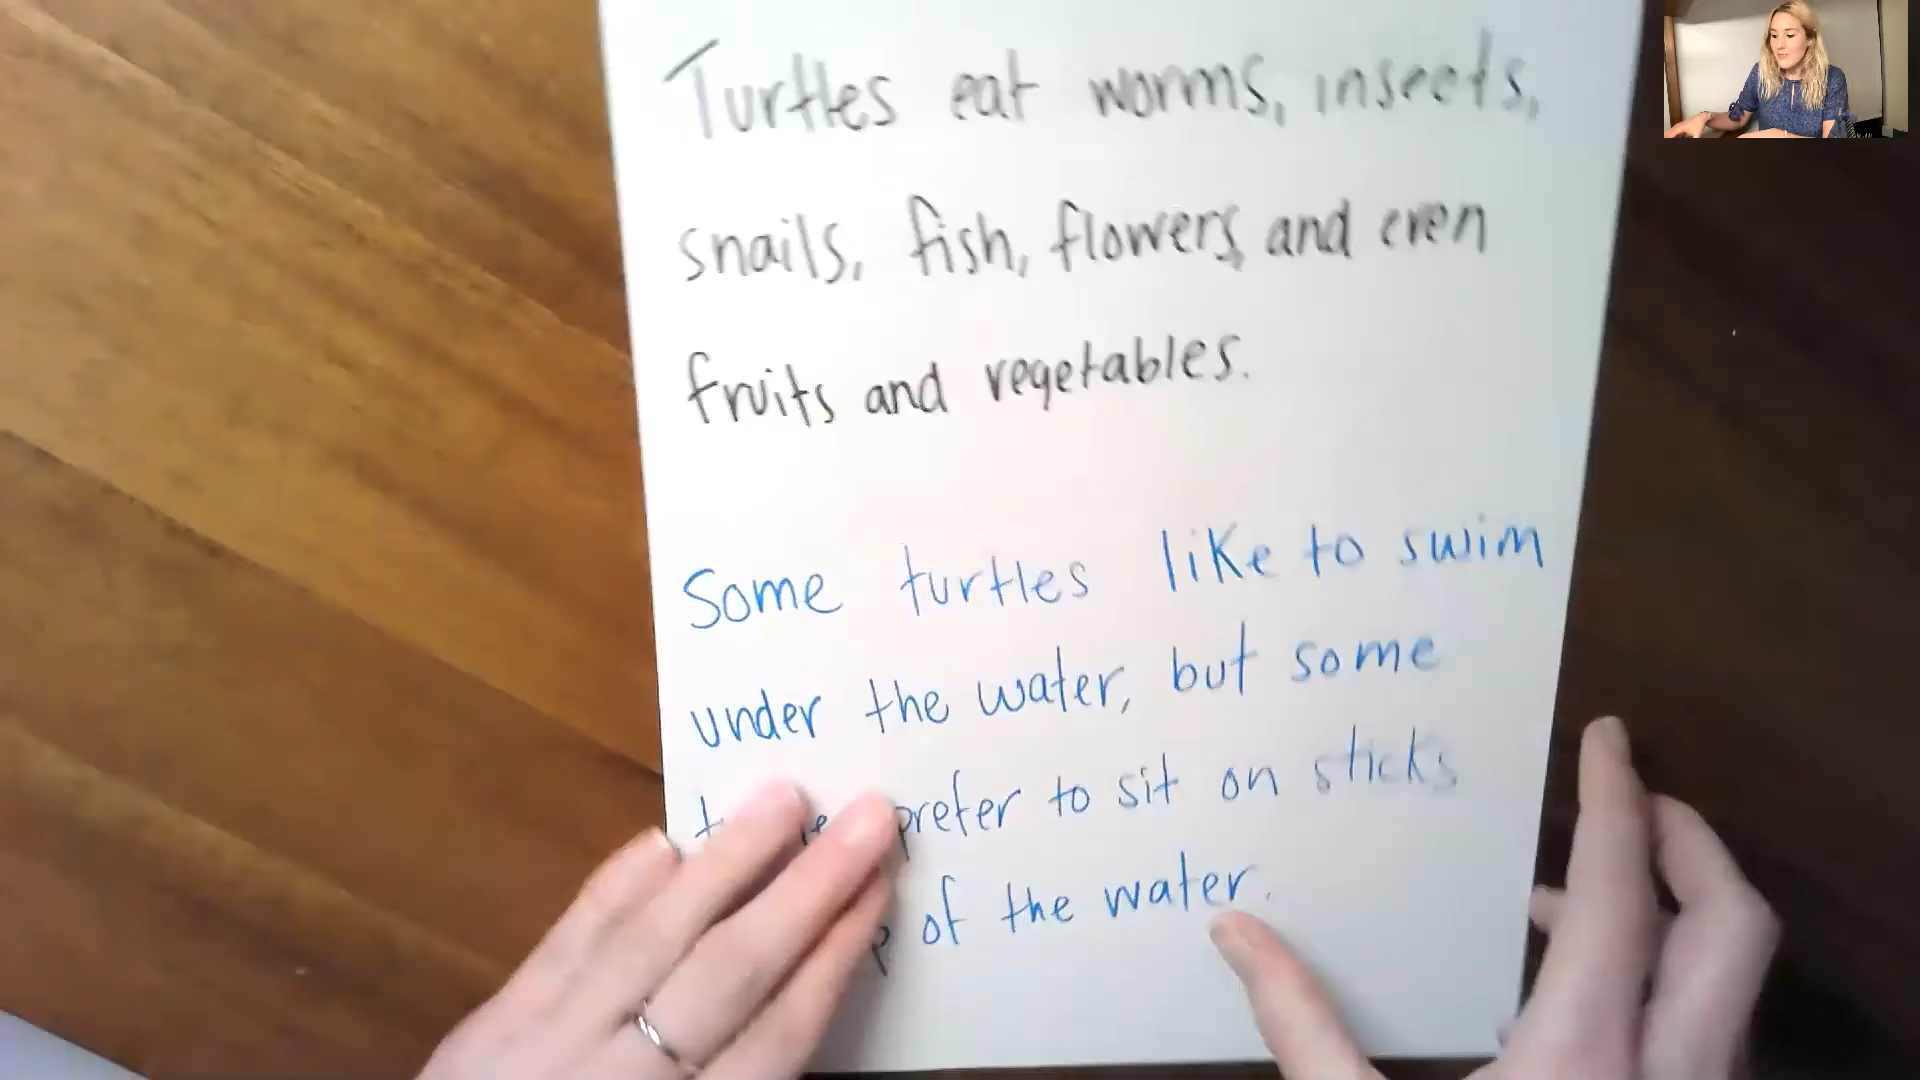 Turtles eat worms, insects,
snails, fish, flowers, and even
fruits and vegetables.
Some turtles like to swim
under the water, but some
prefer to sit on sticks
of the water.